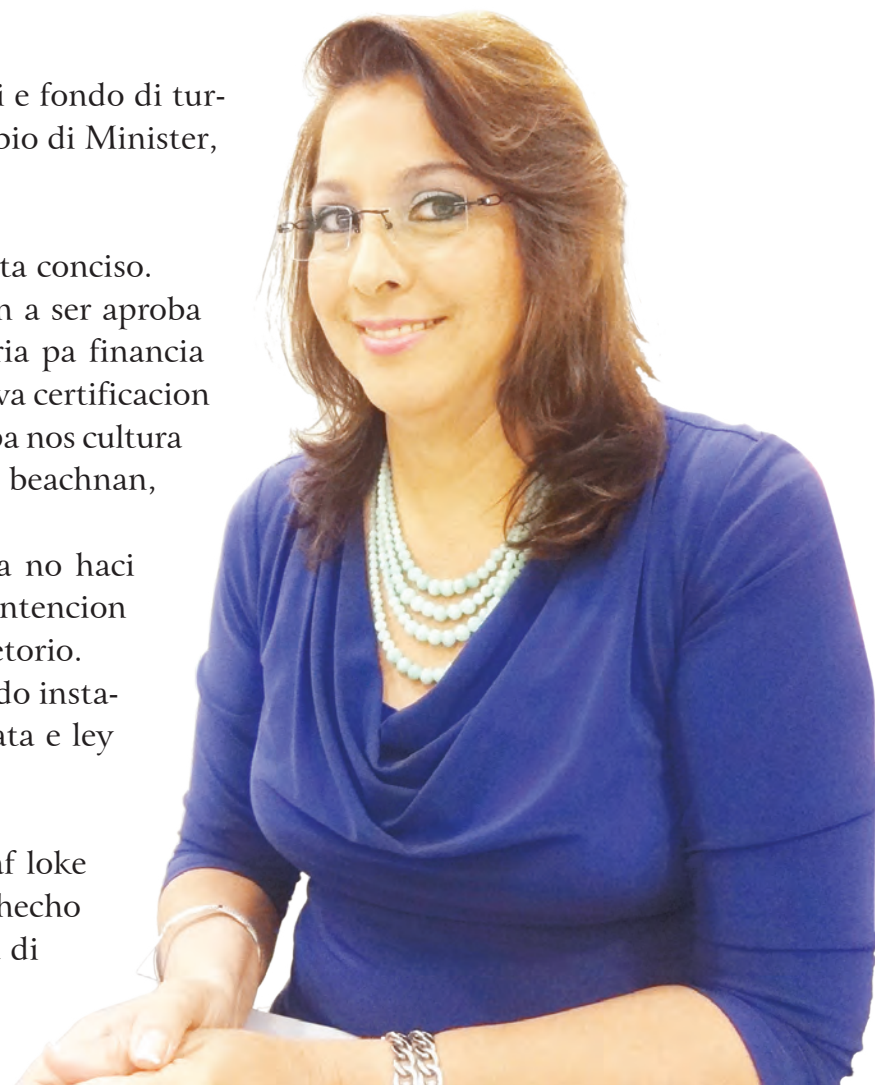 i e fondo di tur-
bio di Minister,
ta conciso.
n a ser aproba
ria pa financia
va certificacion
pa nos cultura
beachnan,
a no haci
ntencion
etorio.
do insta-
ata e ley
af loke
hecho
di